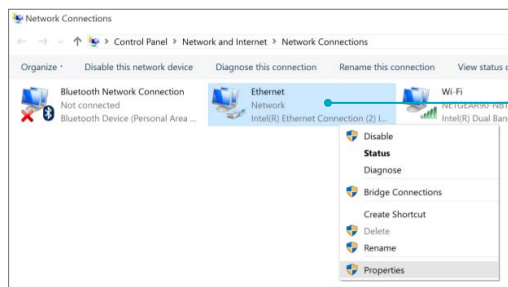 Network Connections
Control Panel > Network and Internet > Network Connections
Organize Disable this network device Diagnose this connection Rename this connection View status
Bluetooth Network Connection
Not connected
Bluetooth Device (Personal Area ...
Ethernet
Network
Intel(R) Ethernet Connection (2) I...
Wi-Fi
Intel(R) Dual Ban
Disable
Status
Diagnose
Bridge Connections
Create Shortcut
Delete
Rename
Properties